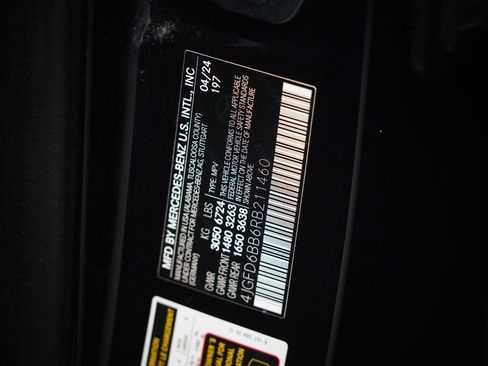 MFD BY MERCEDES-BENZ U.S. INTL., INC
MANUFACTURED IN USA (ALABAMA, TUSCALOOSA COUNTY)
UNDER CONTRACT FOR MERCEDES-BENZ AG, STUTTGART
(GERMANY)
04/24
197
KG LBS TYPE: MPV
GVWR 3050 6724
GAWR FRONT 1480 3263
GAWR REAR 1650 3638
THIS VEHICLE CONFORMS TO ALL APPLICABLE
FEDERAL MOTOR VEHICLE SAFETY STANDARDS
IN EFFECT ON THE DATE OF MANUFACTURE
SHOWN ABOVE
4JGFD6BB6RB211460